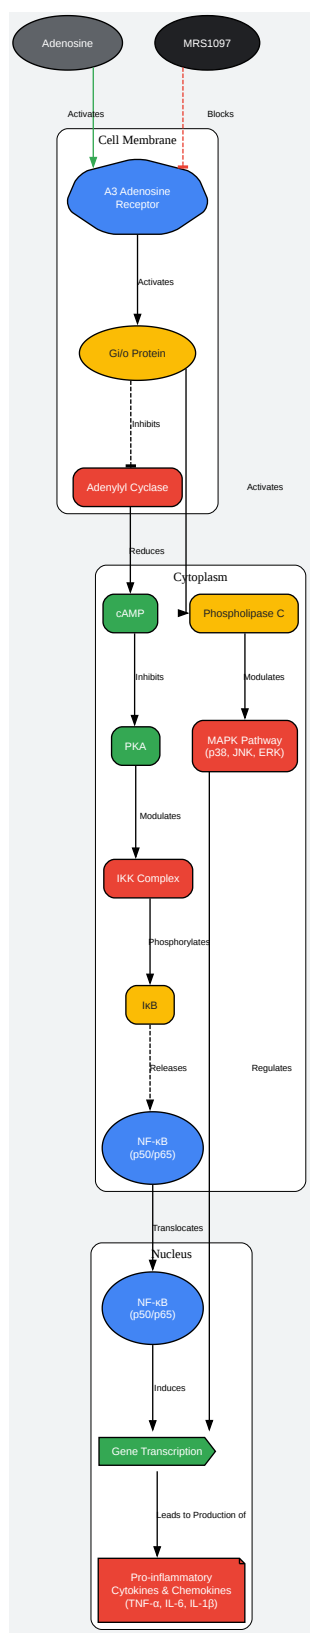 Adenosine
MRS1097
Activates
Blocks
Cell Membrane
A3 Adenosine
Receptor
Activates
Gi/o Protein
Inhibits
Adenylyl Cyclase
Activates
Reduces
Cytoplasm
cAMP
Phospholipase C
Inhibits
Modulates
PKA
MAPK Pathway
(p38, JNK, ERK)
Modulates
IKK Complex
Phosphorylates
IκB
Releases
Regulates
NF-κB
(p50/p65)
Translocates
Nucleus
NF-κB
(p50/p65)
Induces
Gene Transcription
Leads to Production of
Pro-inflammatory
Cytokines & Chemokines
(TNF-α, IL-6, IL-1β)